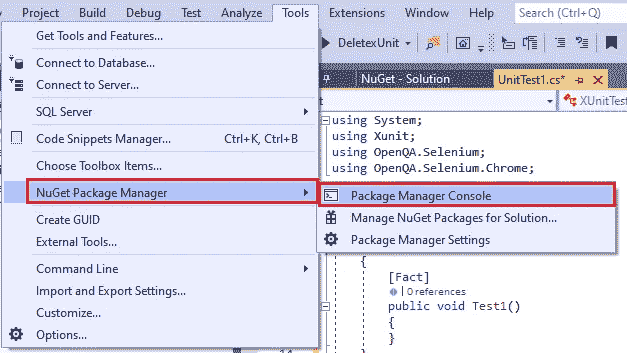 Project Build Debug Test Analyze Tools Extensions Window Help Search (Ctrl+Q)
Get Tools and Features...
DeletexUnit
Connect to Database...
Connect to Server...
NuGet - Solution UnitTest1.cs*
SQL Server
XUnitTest
Code Snippets Manager... Ctrl+K, Ctrl+B
Choose Toolbox Items...
NuGet Package Manager
Create GUID
External Tools...
Command Line
Import and Export Settings...
Customize...
Options...
using System;
using Xunit;
using OpenQA.Selenium;
using OpenQA.Selenium.Chrome;
Package Manager Console
Manage NuGet Packages for Solution...
Package Manager Settings
{
[Fact]
0 references
public void Test1()
{
}
14
}